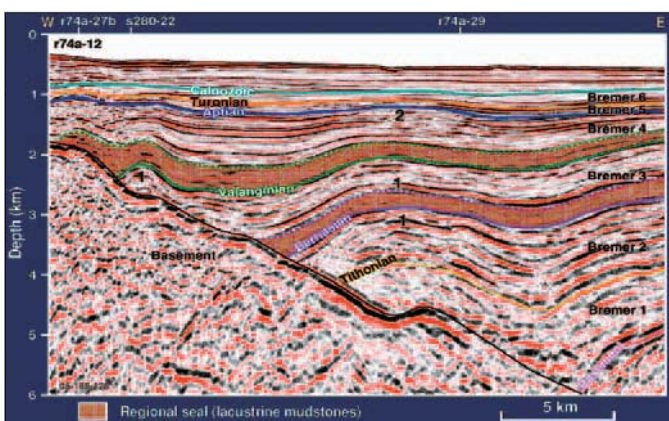 W r74a-27b s280-22 r74a-29 E
r74a-12
0
1
2
3
4
5
6
Depth (km)
Cainozoic
Turonian
Aptian
Bremer 6
Bremer 5
2
Bremer 4
Valanginian
1
Bremer 3
1
Berriasian
1
Bremer 2
Basement
Tithonian
Bremer 1
Regional seal (lacustrine mudstones)
5 km